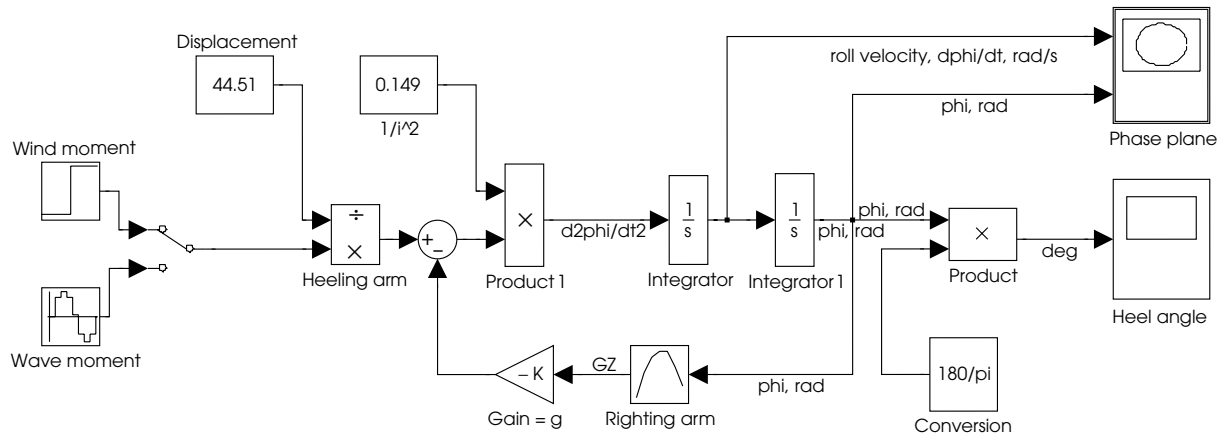 Displacement
44.51
0.149
1/i^2
roll velocity, dphi/dt, rad/s
phi, rad
Phase plane
Wind moment
÷
×
Heeling arm
+
−
×
Product 1
d2phi/dt2
1
s
Integrator
1
s
Integrator 1
phi, rad
phi, rad
×
Product
deg
Heel angle
Wave moment
− K
Gain = g
GZ
Righting arm
phi, rad
180/pi
Conversion